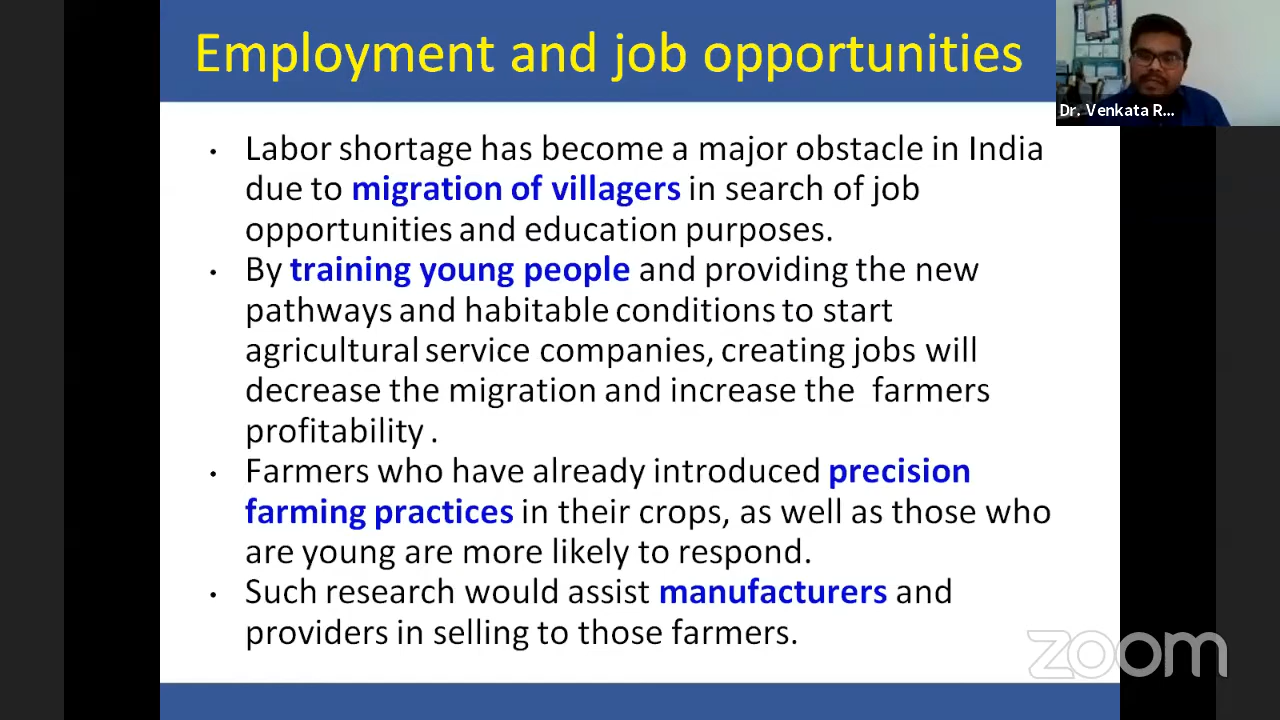 Employment and job opportunities
Dr. Venkata R...
• Labor shortage has become a major obstacle in India
due to migration of villagers in search of job
opportunities and education purposes.
• By training young people and providing the new
pathways and habitable conditions to start
agricultural service companies, creating jobs will
decrease the migration and increase the farmers
profitability .
• Farmers who have already introduced precision
farming practices in their crops, as well as those who
are young are more likely to respond.
• Such research would assist manufacturers and
providers in selling to those farmers.
zoom